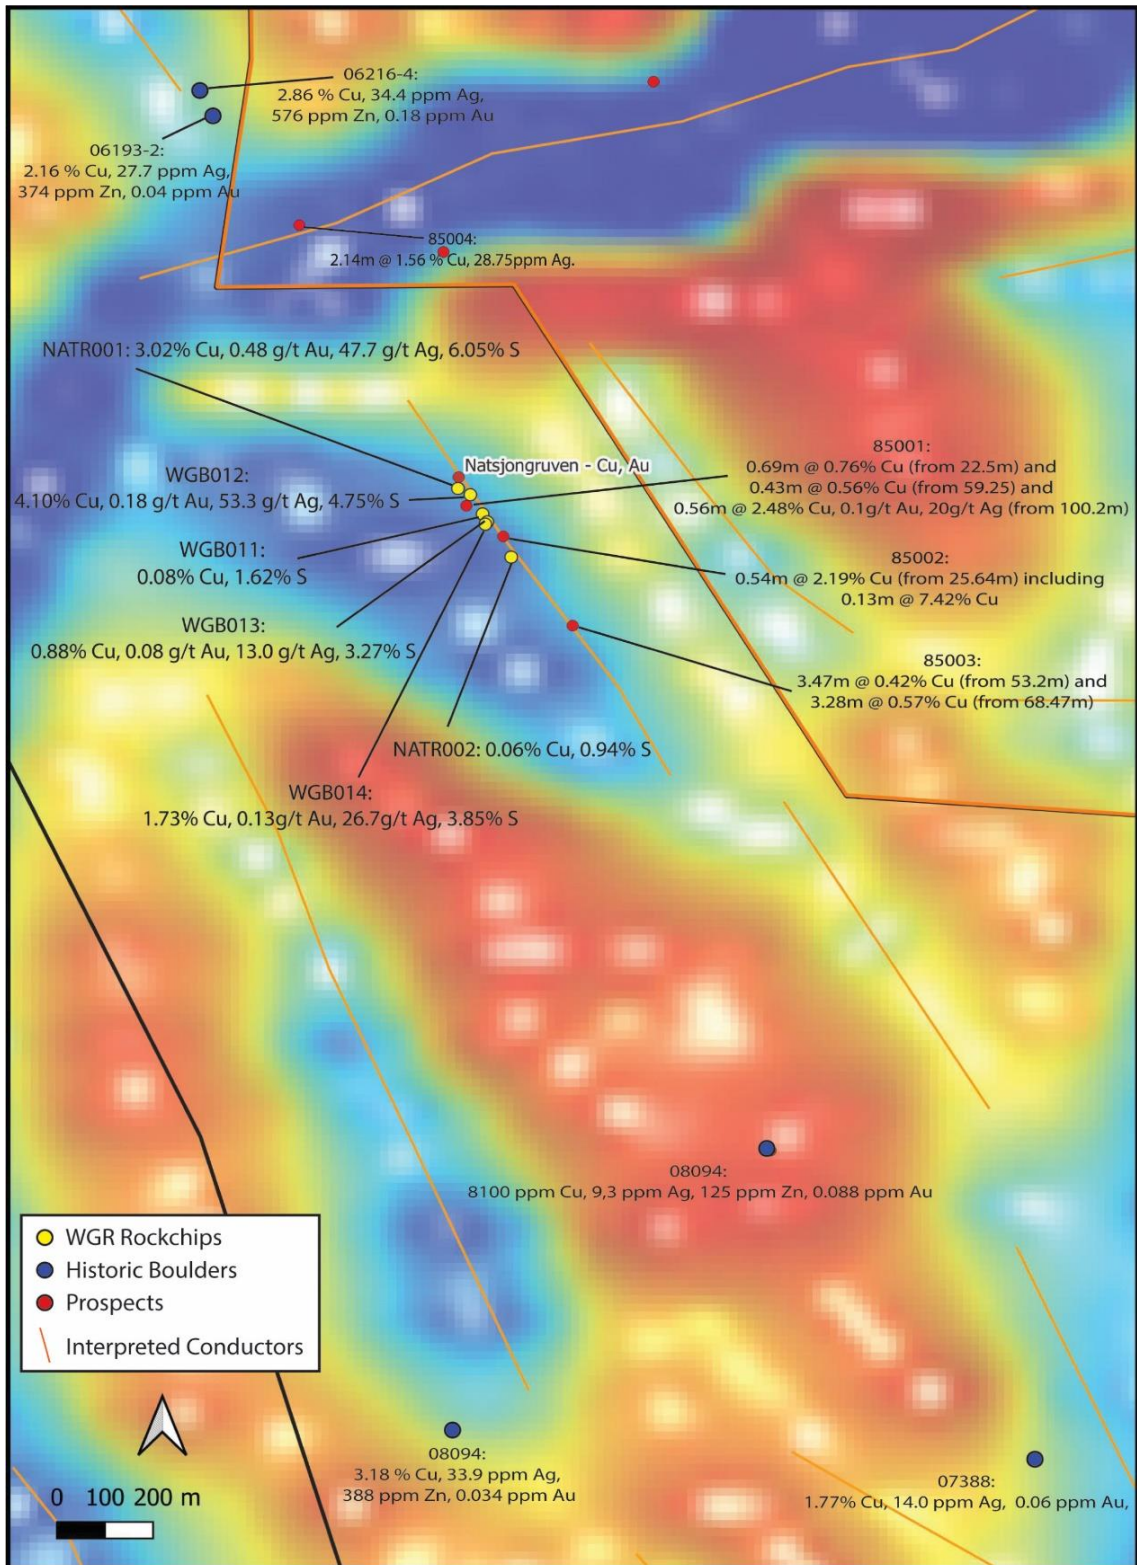 06216-4:
2.86 % Cu, 34.4 ppm Ag,
576 ppm Zn, 0.18 ppm Au
06193-2:
2.16 % Cu, 27.7 ppm Ag,
374 ppm Zn, 0.04 ppm Au
85004:
2.14m @ 1.56 % Cu, 28.75ppm Ag.
NATR001: 3.02% Cu, 0.48 g/t Au, 47.7 g/t Ag, 6.05% S
Natsjongruven - Cu, Au
85001:
0.69m @ 0.76% Cu (from 22.5m) and
0.43m @ 0.56% Cu (from 59.25) and
0.56m @ 2.48% Cu, 0.1g/t Au, 20g/t Ag (from 100.2m)
WGB012:
4.10% Cu, 0.18 g/t Au, 53.3 g/t Ag, 4.75% S
WGB011:
0.08% Cu, 1.62% S
85002:
0.54m @ 2.19% Cu (from 25.64m) including
0.13m @ 7.42% Cu
WGB013:
0.88% Cu, 0.08 g/t Au, 13.0 g/t Ag, 3.27% S
85003:
3.47m @ 0.42% Cu (from 53.2m) and
3.28m @ 0.57% Cu (from 68.47m)
NATR002: 0.06% Cu, 0.94% S
WGB014:
1.73% Cu, 0.13g/t Au, 26.7g/t Ag, 3.85% S
08094:
8100 ppm Cu, 9,3 ppm Ag, 125 ppm Zn, 0.088 ppm Au
WGR Rockchips
Historic Boulders
Prospects
Interpreted Conductors
08094:
3.18 % Cu, 33.9 ppm Ag,
388 ppm Zn, 0.034 ppm Au
07388:
1.77% Cu, 14.0 ppm Ag, 0.06 ppm Au,
0 100 200 m